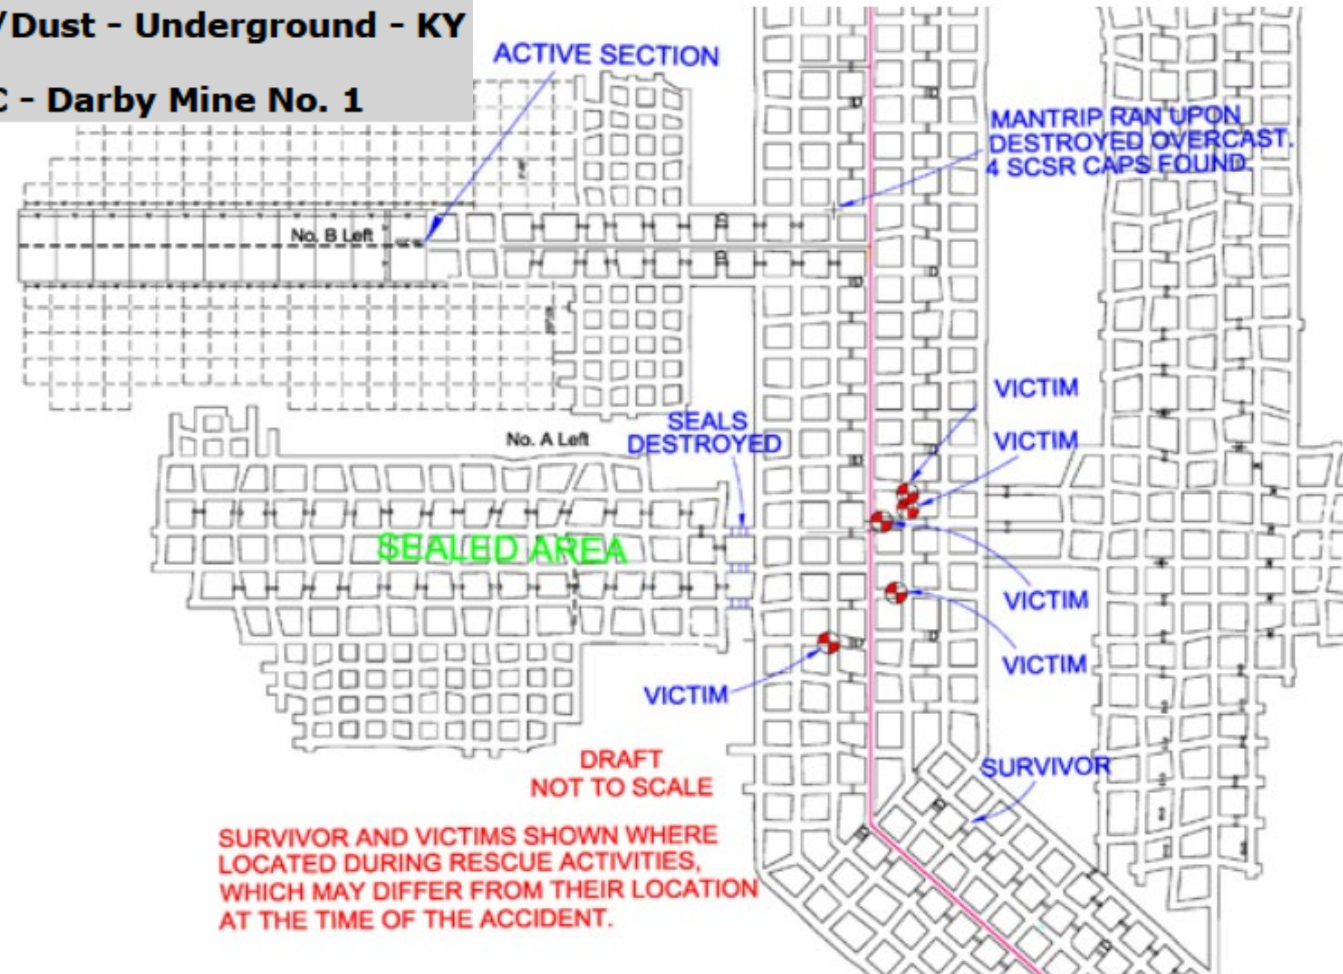 /Dust - Underground - KY
C - Darby Mine No. 1
ACTIVE SECTION
MANTRIP RAN UPON
DESTROYED OVERCAST.
4 SCSR CAPS FOUND.
No. B Left
VICTIM
SEALS
DESTROYED
No. A Left
VICTIM
SEALED AREA
VICTIM
VICTIM
VICTIM
DRAFT
NOT TO SCALE
SURVIVOR
SURVIVOR AND VICTIMS SHOWN WHERE
LOCATED DURING RESCUE ACTIVITIES,
WHICH MAY DIFFER FROM THEIR LOCATION
AT THE TIME OF THE ACCIDENT.